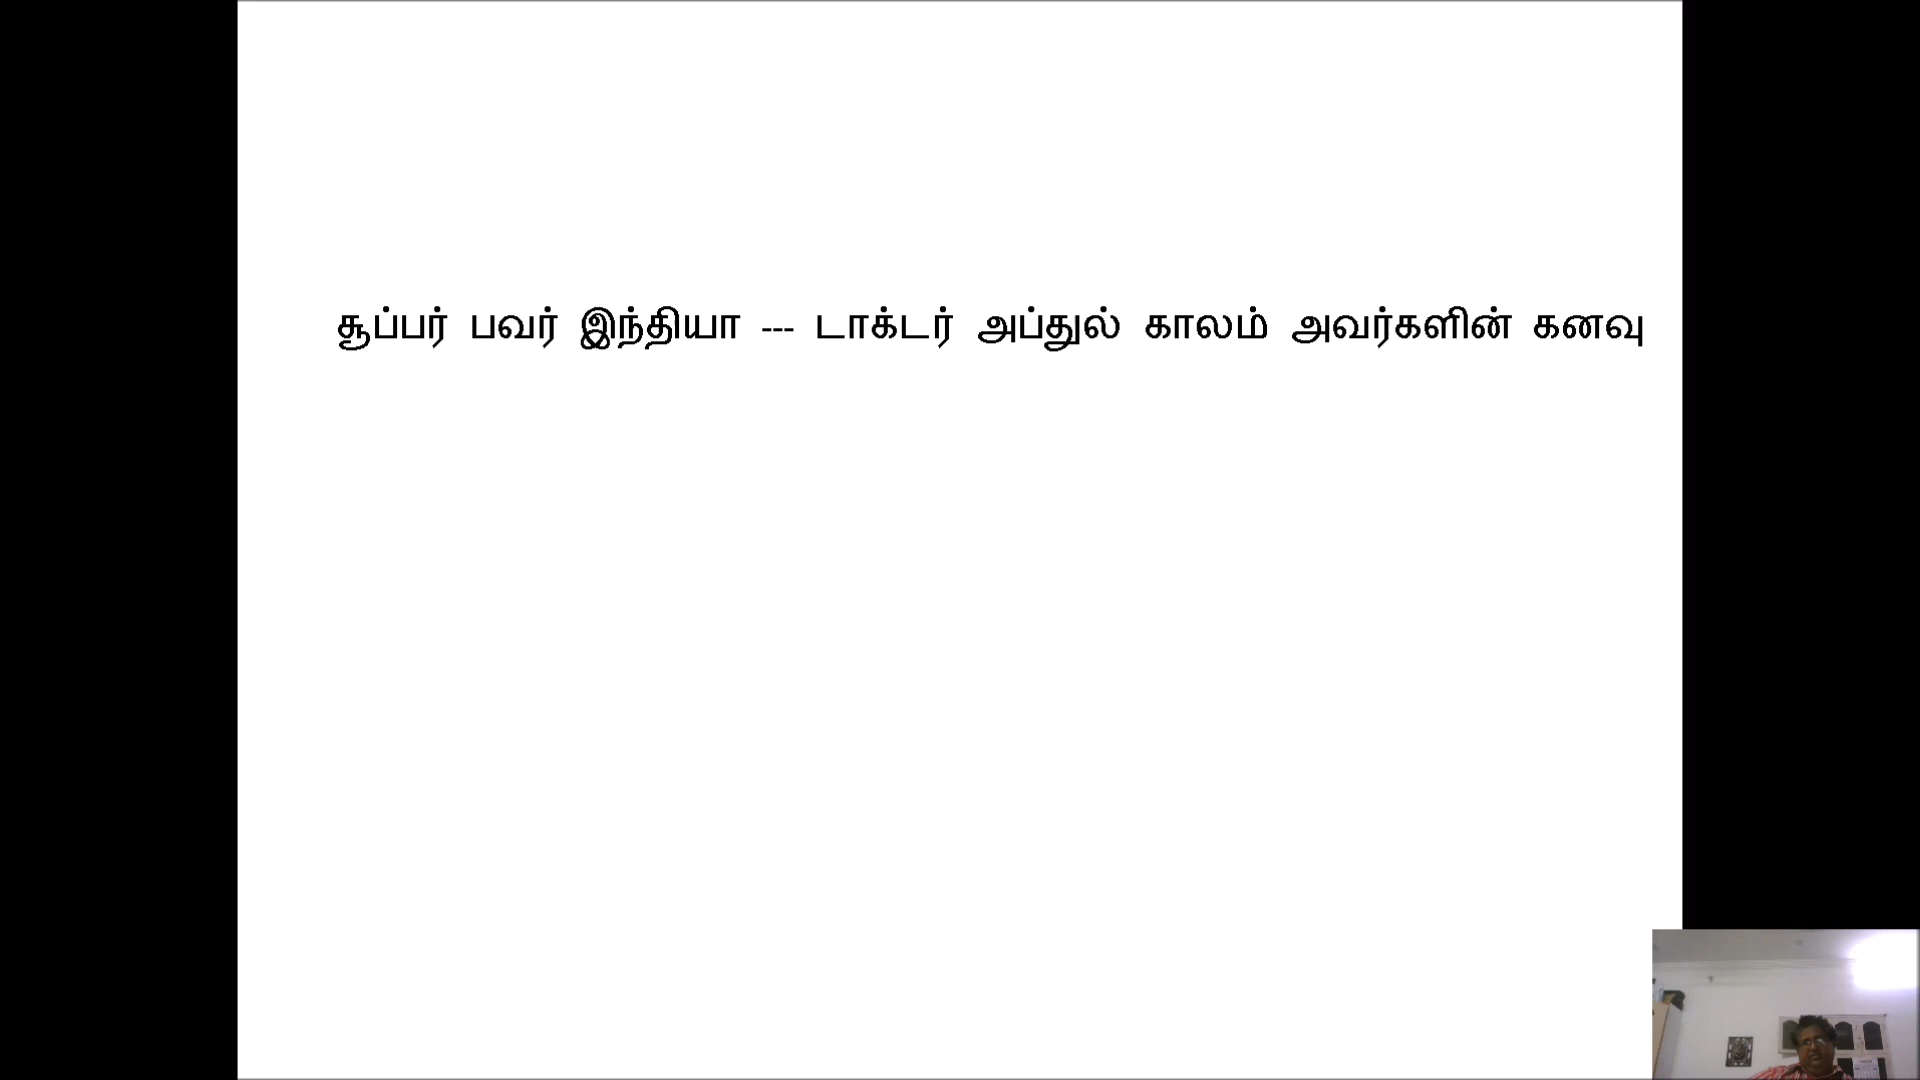 சூப்பர் பவர் இந்தியா --- டாக்டர் அப்துல் காலம் அவர்களின் கனவு